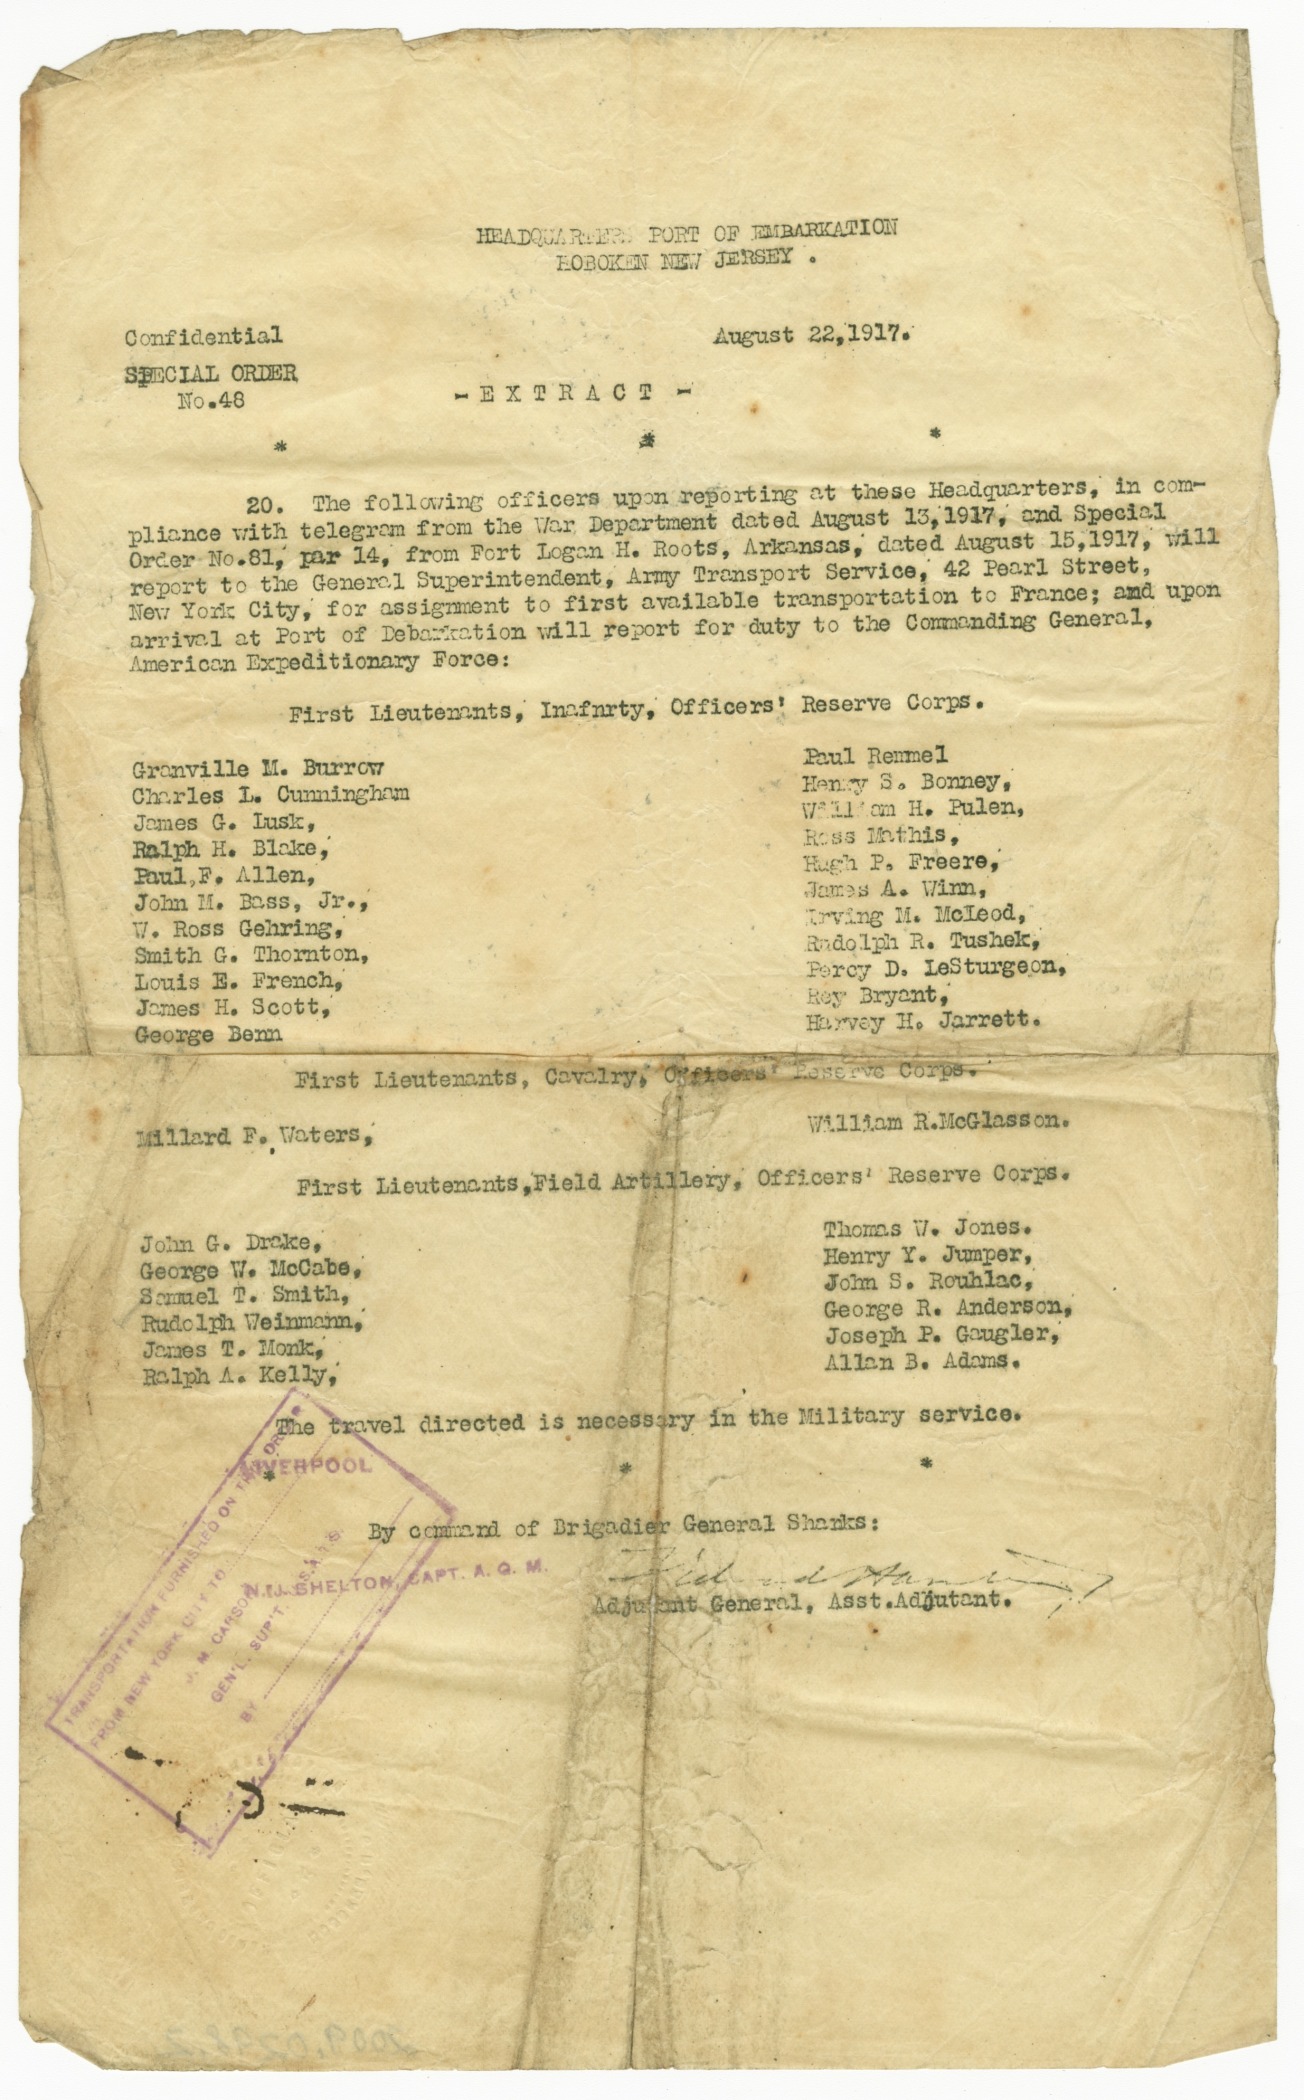 HEADQUARTERS PORT OF EMBARKATION
HOBOKEN NEW JERSEY .
Confidential
August 22,1917.
SPECIAL ORDER
No.48
- E X T R A C T -
* * *
20. The following officers upon reporting at these Headquarters, in com-
pliance with telegram from the War Department dated August 13,1917, and Special
Order No.81, par 14, from Fort Logan H. Roots, Arkansas, dated August 15,1917, will
report to the General Superintendent, Army Transport Service, 42 Pearl Street,
New York City, for assignment to first available transportation to France; and upon
arrival at Port of Debarkation will report for duty to the Commanding General,
American Expeditionary Force:
First Lieutenants, Inafnrty, Officers' Reserve Corps.
Granville M. Burrow
Charles L. Cunningham
James G. Lusk,
Ralph H. Blake,
Paul,F. Allen,
John M. Bass, Jr.,
W. Ross Gehring,
Smith G. Thornton,
Louis E. French,
James H. Scott,
George Benn
Paul Remmel
Henry S. Bonney,
William H. Pulen,
Ross Mathis,
Hugh P. Freere,
James A. Winn,
Irving M. McLeod,
Radolph R. Tushek,
Percy D. LeSturgeon,
Roy Bryant,
Harvey H. Jarrett.
First Lieutenants, Cavalry, Officers' Reserve Corps.
Millard F. Waters,
William R.McGlasson.
First Lieutenants,Field Artillery, Officers' Reserve Corps.
John G. Drake,
George W. McCabe,
Samuel T. Smith,
Rudolph Weinmann,
James T. Monk,
Ralph A. Kelly,
Thomas W. Jones.
Henry Y. Jumper,
John S. Rouhlac,
George R. Anderson,
Joseph P. Gaugler,
Allan B. Adams.
The travel directed is necessary in the Military service.
* * *
By command of Brigadier General Shanks:
Adjutant General, Asst.Adjutant.
TRANSPORTATION FURNISHED ON THIS OR
FROM NEW YORK CITY TO
LIVERPOOL
J. M. CARSON
GEN'L. SUP'T.
BY
N. J. SHELTON, CAPT. A. Q. M.